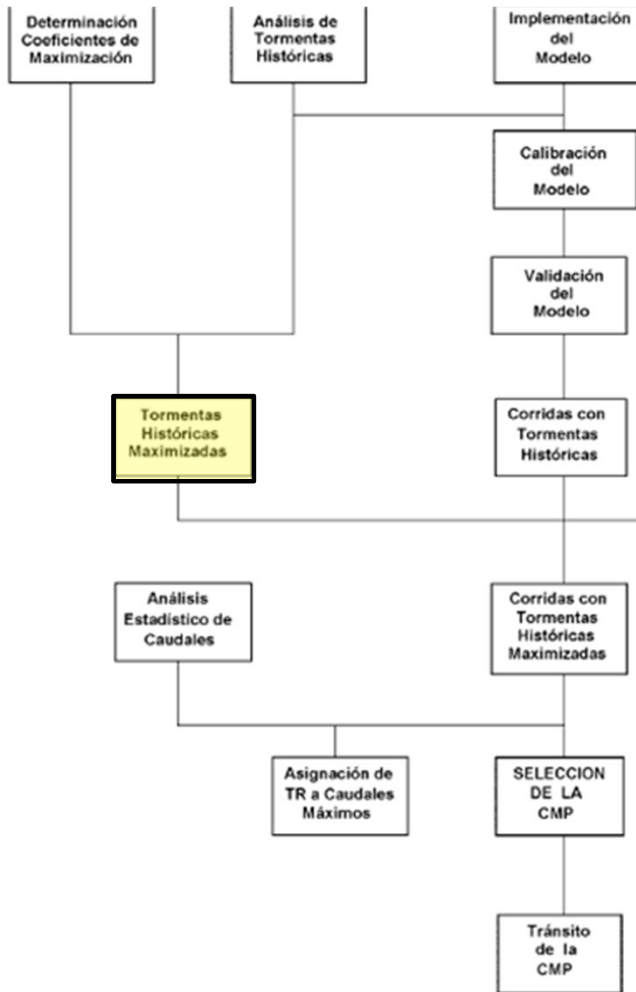 Determinación
Coeficientes de
Maximización
Análisis de
Tormentas
Históricas
Implementación
del
Modelo
Calibración
del
Modelo
Validación
del
Modelo
Tormentas
Históricas
Maximizadas
Corridas con
Tormentas
Históricas
Análisis
Estadístico de
Caudales
Corridas con
Tormentas
Históricas
Maximizadas
Asignación de
TR a Caudales
Máximos
SELECCION
DE LA
CMP
Tránsito
de la
CMP